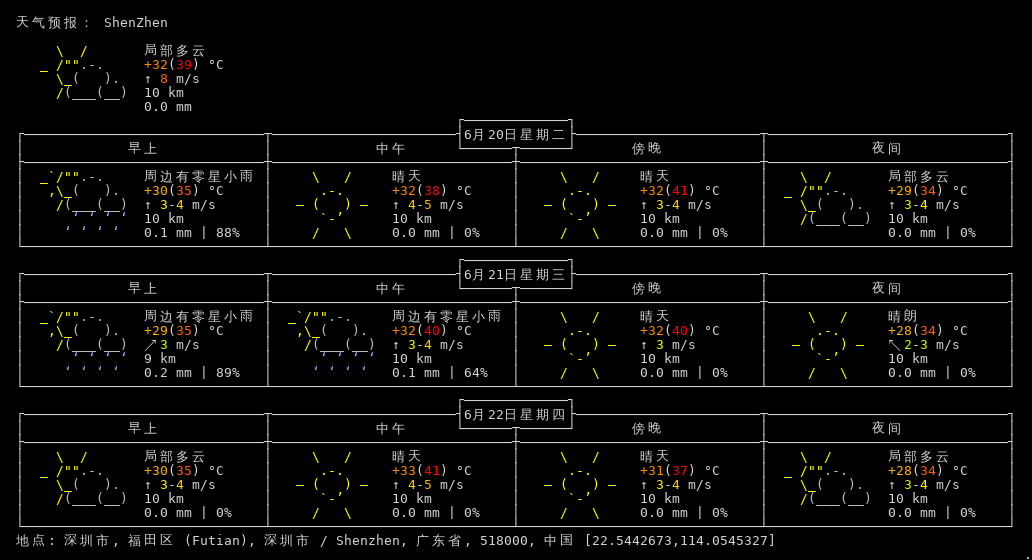 天气预报： ShenZhen
局部多云
+32(39) °C
↑ 8 m/s
10 km
0.0 mm
6月20日星期二
早上 中午 傍晚 夜间
周边有零星小雨 晴天 晴天 局部多云
+30(35) °C +32(38) °C +32(41) °C +29(34) °C
↑ 3-4 m/s ↑ 4-5 m/s ↑ 3-4 m/s ↑ 3-4 m/s
10 km 10 km 10 km 10 km
0.1 mm | 88% 0.0 mm | 0% 0.0 mm | 0% 0.0 mm | 0%
6月21日星期三
早上 中午 傍晚 夜间
周边有零星小雨 周边有零星小雨 晴天 晴朗
+29(35) °C +32(40) °C +32(40) °C +28(34) °C
↗ 3 m/s ↑ 3-4 m/s ↑ 3 m/s ↖ 2-3 m/s
9 km 10 km 10 km 10 km
0.2 mm | 89% 0.1 mm | 64% 0.0 mm | 0% 0.0 mm | 0%
6月22日星期四
早上 中午 傍晚 夜间
局部多云 晴天 晴天 局部多云
+30(35) °C +33(41) °C +31(37) °C +28(34) °C
↑ 3-4 m/s ↑ 4-5 m/s ↑ 3-4 m/s ↑ 3-4 m/s
10 km 10 km 10 km 10 km
0.0 mm | 0% 0.0 mm | 0% 0.0 mm | 0% 0.0 mm | 0%
地点: 深圳市, 福田区 (Futian), 深圳市 / Shenzhen, 广东省, 518000, 中国 [22.5442673,114.0545327]